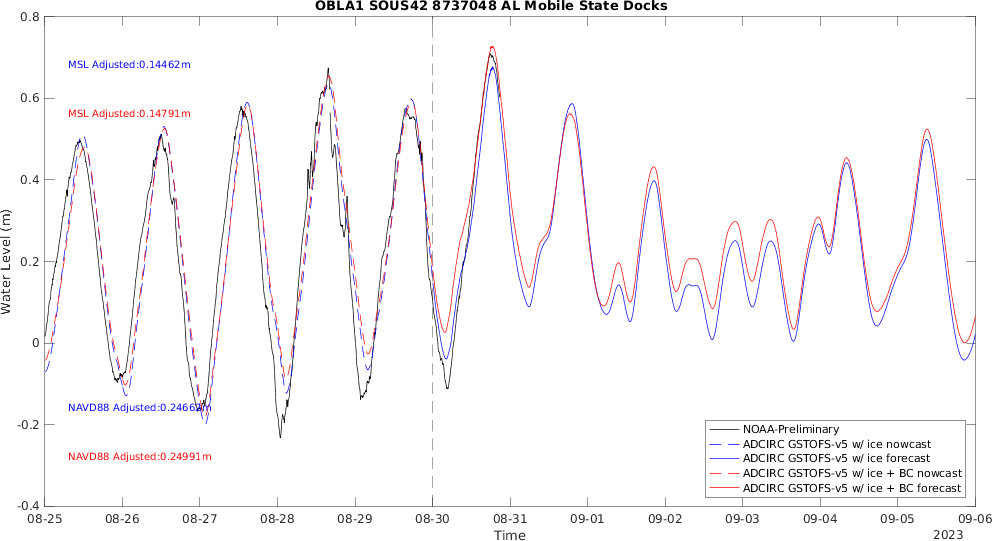 OBLA1 SOUS42 8737048 AL Mobile State Docks
0.8
0.6
0.4
0.2
0
-0.2
-0.4
Water Level (m)
MSL Adjusted:0.14462m
MSL Adjusted:0.14791m
NAVD88 Adjusted:0.24662m
NAVD88 Adjusted:0.24991m
NOAA-Preliminary
ADCIRC GSTOFS-v5 w/ ice nowcast
ADCIRC GSTOFS-v5 w/ ice forecast
ADCIRC GSTOFS-v5 w/ ice + BC nowcast
ADCIRC GSTOFS-v5 w/ ice + BC forecast
08-25 08-26 08-27 08-28 08-29 08-30 08-31 09-01 09-02 09-03 09-04 09-05 09-06
Time
2023